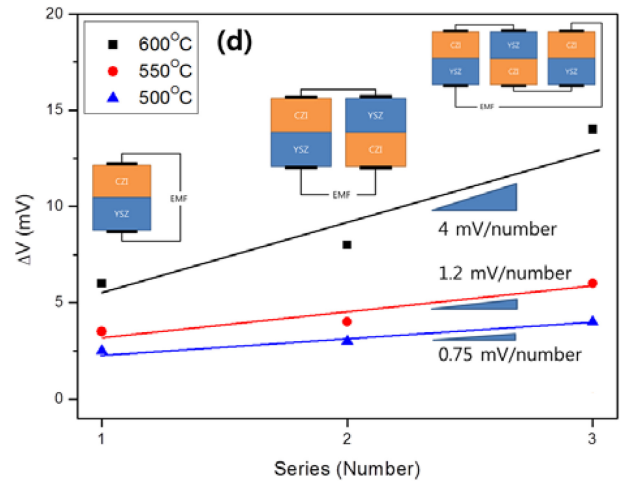 20
15
10
5
0
ΔV (mV)
600°C
550°C
500°C
(d)
CZI
YSZ
EMF
CZI
YSZ
YSZ
CZI
EMF
CZI
YSZ
YSZ
CZI
CZI
YSZ
EMF
4 mV/number
1.2 mV/number
0.75 mV/number
1
2
3
Series (Number)